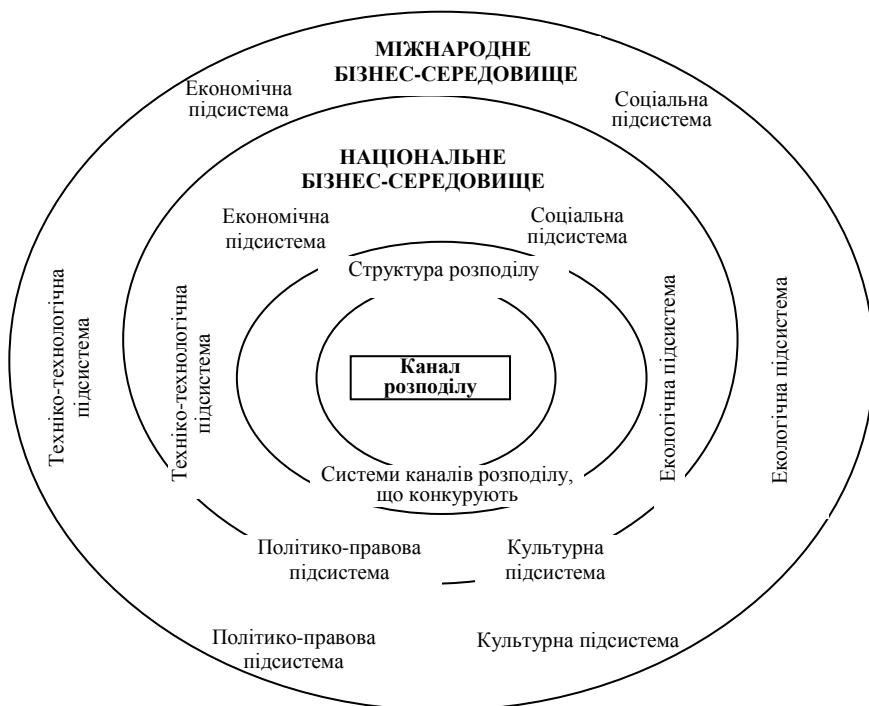 МІЖНАРОДНЕ
БІЗНЕС-СЕРЕДОВИЩЕ
Економічна
підсистема
Соціальна
підсистема
НАЦІОНАЛЬНЕ
БІЗНЕС-СЕРЕДОВИЩЕ
Економічна
підсистема
Соціальна
підсистема
Структура розподілу
Техніко-технологічна
підсистема
Техніко-технологічна
підсистема
Канал
розподілу
Екологічна підсистема
Екологічна підсистема
Системи каналів розподілу,
що конкурують
Політико-правова
підсистема
Культурна
підсистема
Політико-правова
підсистема
Культурна підсистема